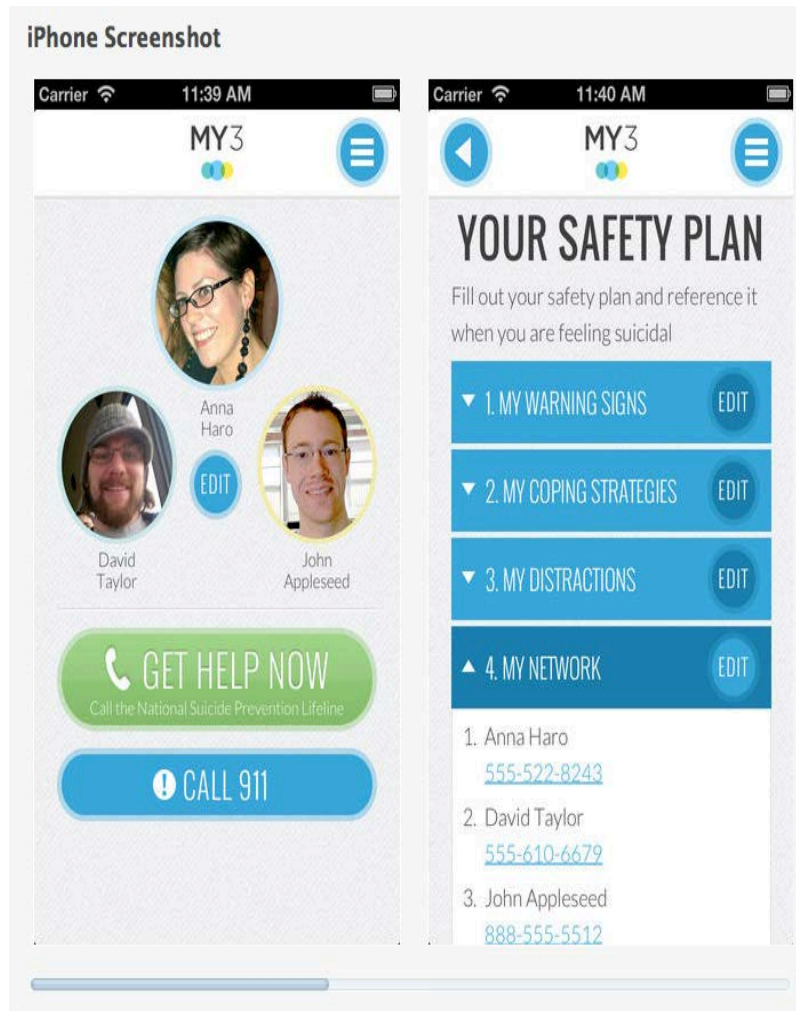 iPhone Screenshot
Carrier 11:39 AM
MY3
Anna
Haro
EDIT
David
Taylor
John
Appleseed
GET HELP NOW
Call the National Suicide Prevention Lifeline
CALL 911
Carrier 11:40 AM
MY3
YOUR SAFETY PLAN
Fill out your safety plan and reference it
when you are feeling suicidal
1. MY WARNING SIGNS EDIT
2. MY COPING STRATEGIES EDIT
3. MY DISTRACTIONS EDIT
4. MY NETWORK EDIT
1. Anna Haro
555-522-8243
2. David Taylor
555-610-6679
3. John Appleseed
888-555-5512